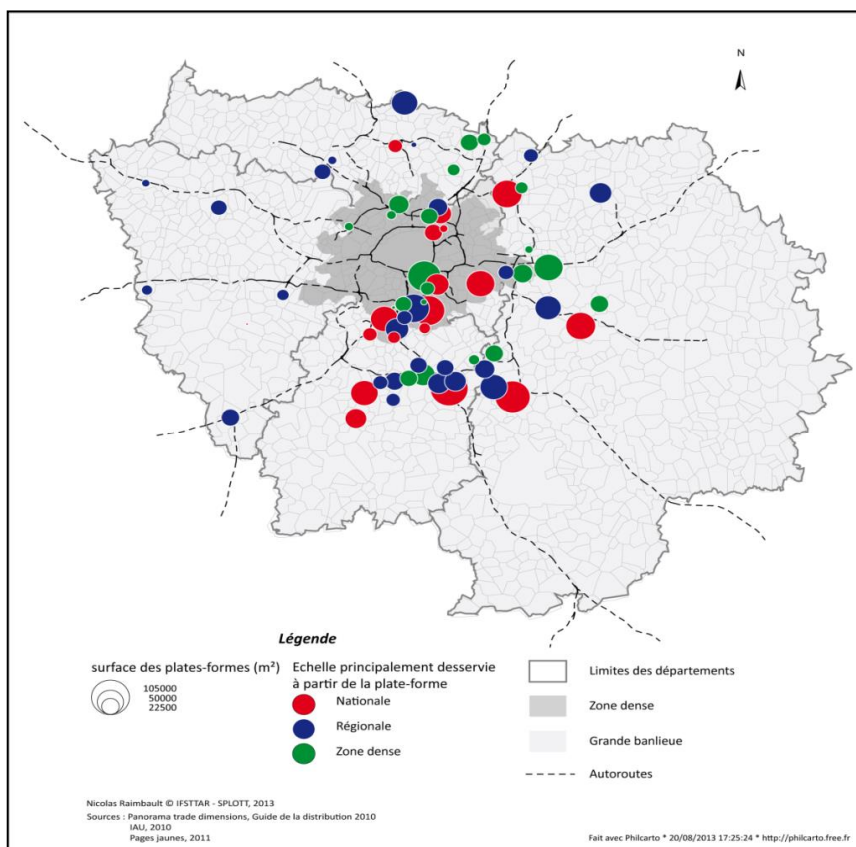 N
Légende
surface des plates-formes (m²)
105000
50000
22500
Echelle principalement desservie
à partir de la plate-forme
Nationale
Régionale
Zone dense
Limites des départements
Zone dense
Grande banlieue
Autoroutes
Nicolas Raimbault © IFSTTAR - SPLOTT, 2013
Sources : Panorama trade dimensions, Guide de la distribution 2010
IAU, 2010
Pages jaunes, 2011
Fait avec Philcarto * 20/08/2013 17:25:24 * http://philcarto.free.fr